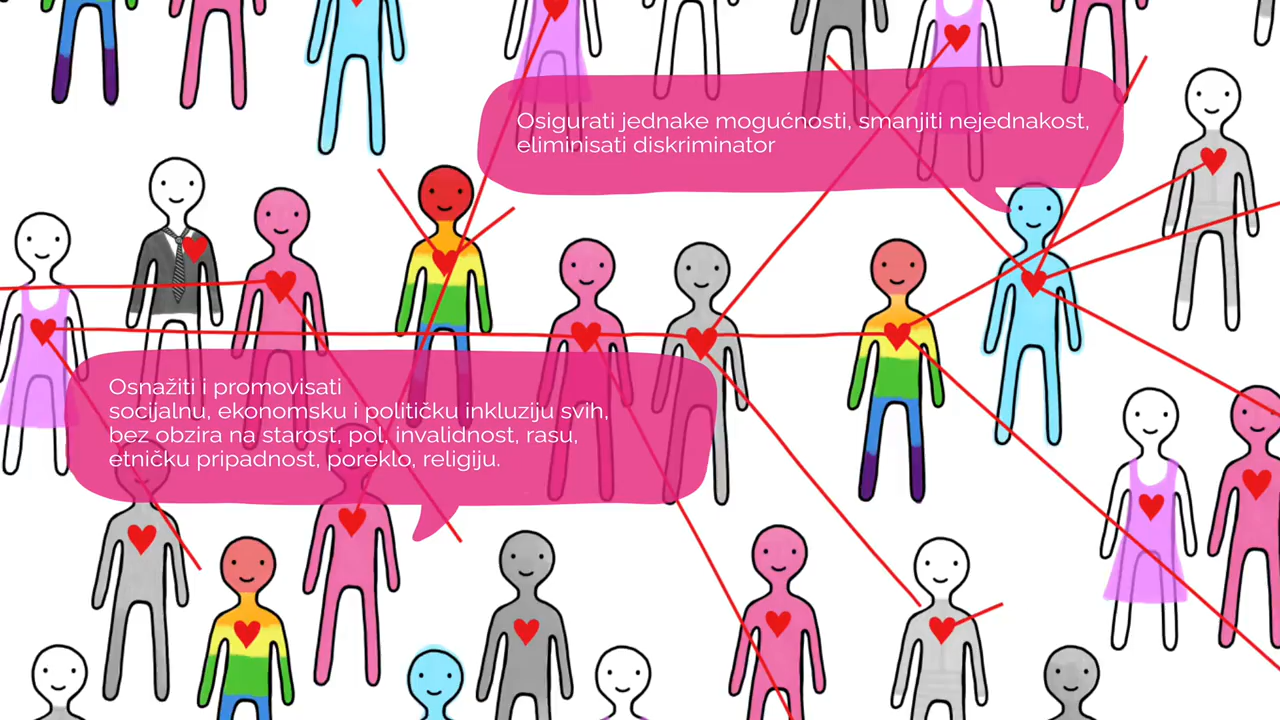 Osigurati jednake mogućnosti, smanjiti nejednakost,
eliminisati diskriminator
Osnažiti i promovisati
socijalnu, ekonomsku i političku inkluziju svih,
bez obzira na starost, pol, invalidnost, rasu,
etničku pripadnost, poreklo, religiju.